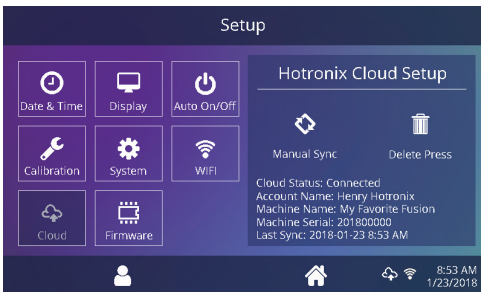 Setup
Date & Time
Display
Auto On/Off
Calibration
System
WIFI
Cloud
Firmware
Hotronix Cloud Setup
Manual Sync
Delete Press
Cloud Status: Connected
Account Name: Henry Hotronix
Machine Name: My Favorite Fusion
Machine Serial: 201800000
Last Sync: 2018-01-23 8:53 AM
8:53 AM
1/23/2018